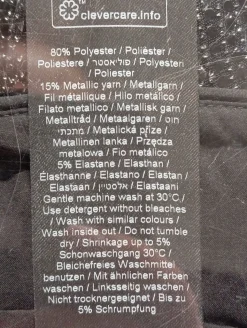 clevercare.info
80% Polyester / Polièster /
Poliestere / פוליאסטר / Polyesteri
/ Poliester
15% Metallic yarn / Metallgarn /
Fil métallique / Hilo metálico /
Filato metallico / Metallisk garn /
Metalltråd / Metaalgaren / חוט
מתכתי / Metalická příze /
Metallinen lanka / Przędza
metalowa / Fio metálico
5% Elastane / Elasthan /
Élasthanne / Elastano / Elastan /
Elastaan / אלסטיין / Elastaani
Gentle machine wash at 30°C /
Use detergent without bleaches
/ Wash with similar colours /
Wash inside out / Do not tumble
dry / Shrinkage up to 5%
Schonwaschgang 30°C /
Bleichefreies Waschmittel
benutzen / Mit ähnlichen Farben
waschen / Linksseitig waschen /
Nicht trocknergeeignet / Bis zu
5% Schrumpfung